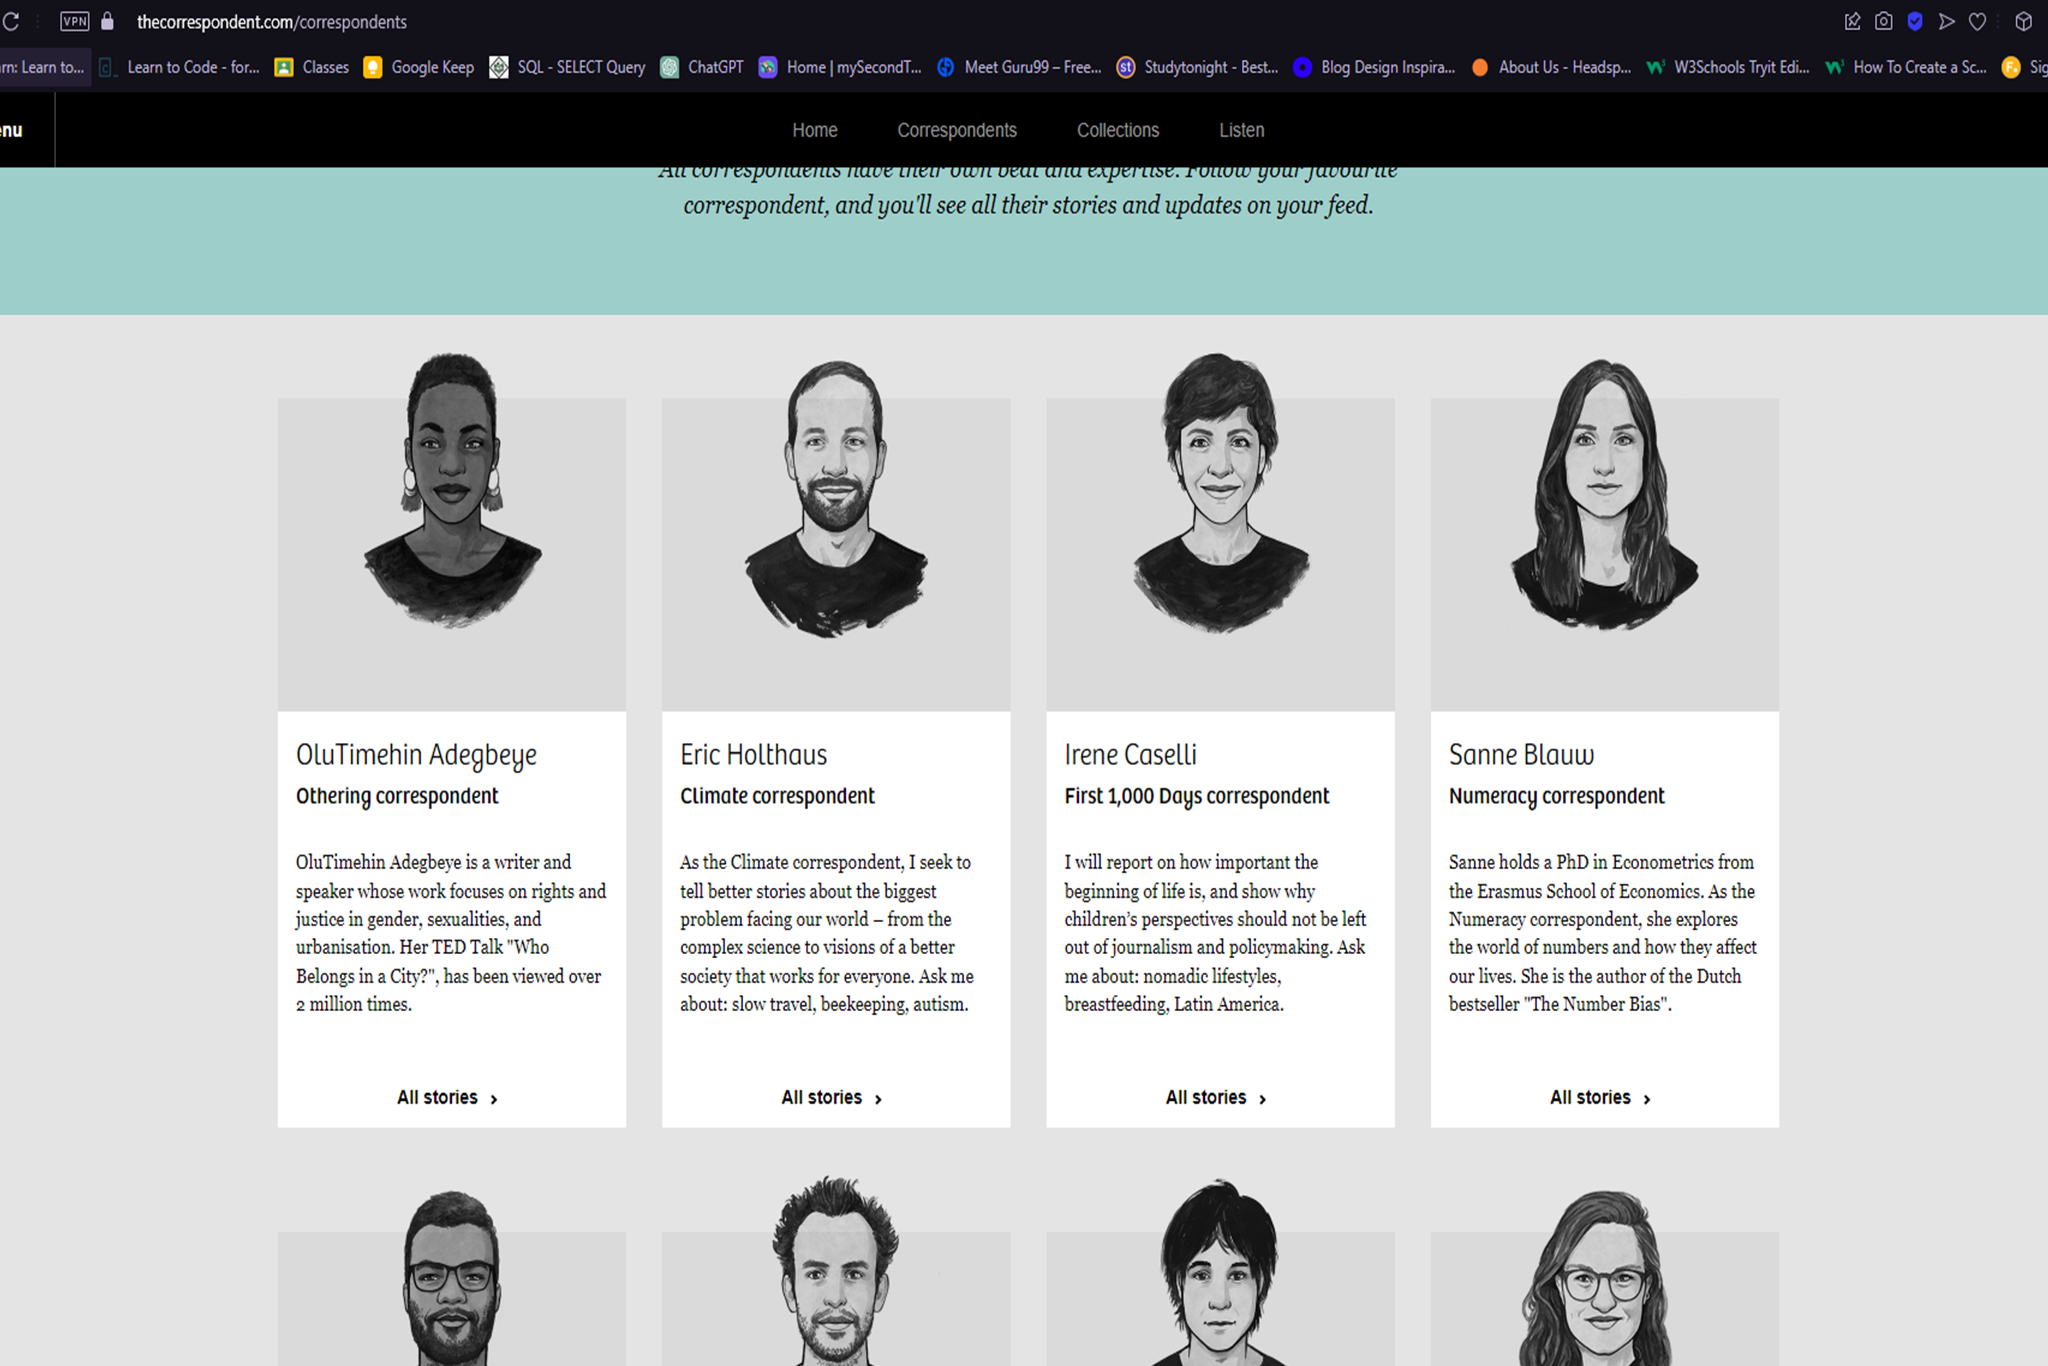 VPN thecorrespondent.com/correspondents
rn: Learn to... Learn to Code - for... Classes Google Keep SQL - SELECT Query ChatGPT Home | mySecondT... Meet Guru99 – Free... Studytonight - Best... Blog Design Inspira... About Us - Headsp... W3Schools Tryit Edi... How To Create a Sc... Sig
enu Home Correspondents Collections Listen
All correspondents have their own beat and expertise. Follow your favourite
correspondent, and you'll see all their stories and updates on your feed.
OluTimehin Adegbeye
Othering correspondent
OluTimehin Adegbeye is a writer and
speaker whose work focuses on rights and
justice in gender, sexualities, and
urbanisation. Her TED Talk "Who
Belongs in a City?", has been viewed over
2 million times.
All stories
Eric Holthaus
Climate correspondent
As the Climate correspondent, I seek to
tell better stories about the biggest
problem facing our world – from the
complex science to visions of a better
society that works for everyone. Ask me
about: slow travel, beekeeping, autism.
All stories
Irene Caselli
First 1,000 Days correspondent
I will report on how important the
beginning of life is, and show why
children’s perspectives should not be left
out of journalism and policymaking. Ask
me about: nomadic lifestyles,
breastfeeding, Latin America.
All stories
Sanne Blauw
Numeracy correspondent
Sanne holds a PhD in Econometrics from
the Erasmus School of Economics. As the
Numeracy correspondent, she explores
the world of numbers and how they affect
our lives. She is the author of the Dutch
bestseller "The Number Bias".
All stories